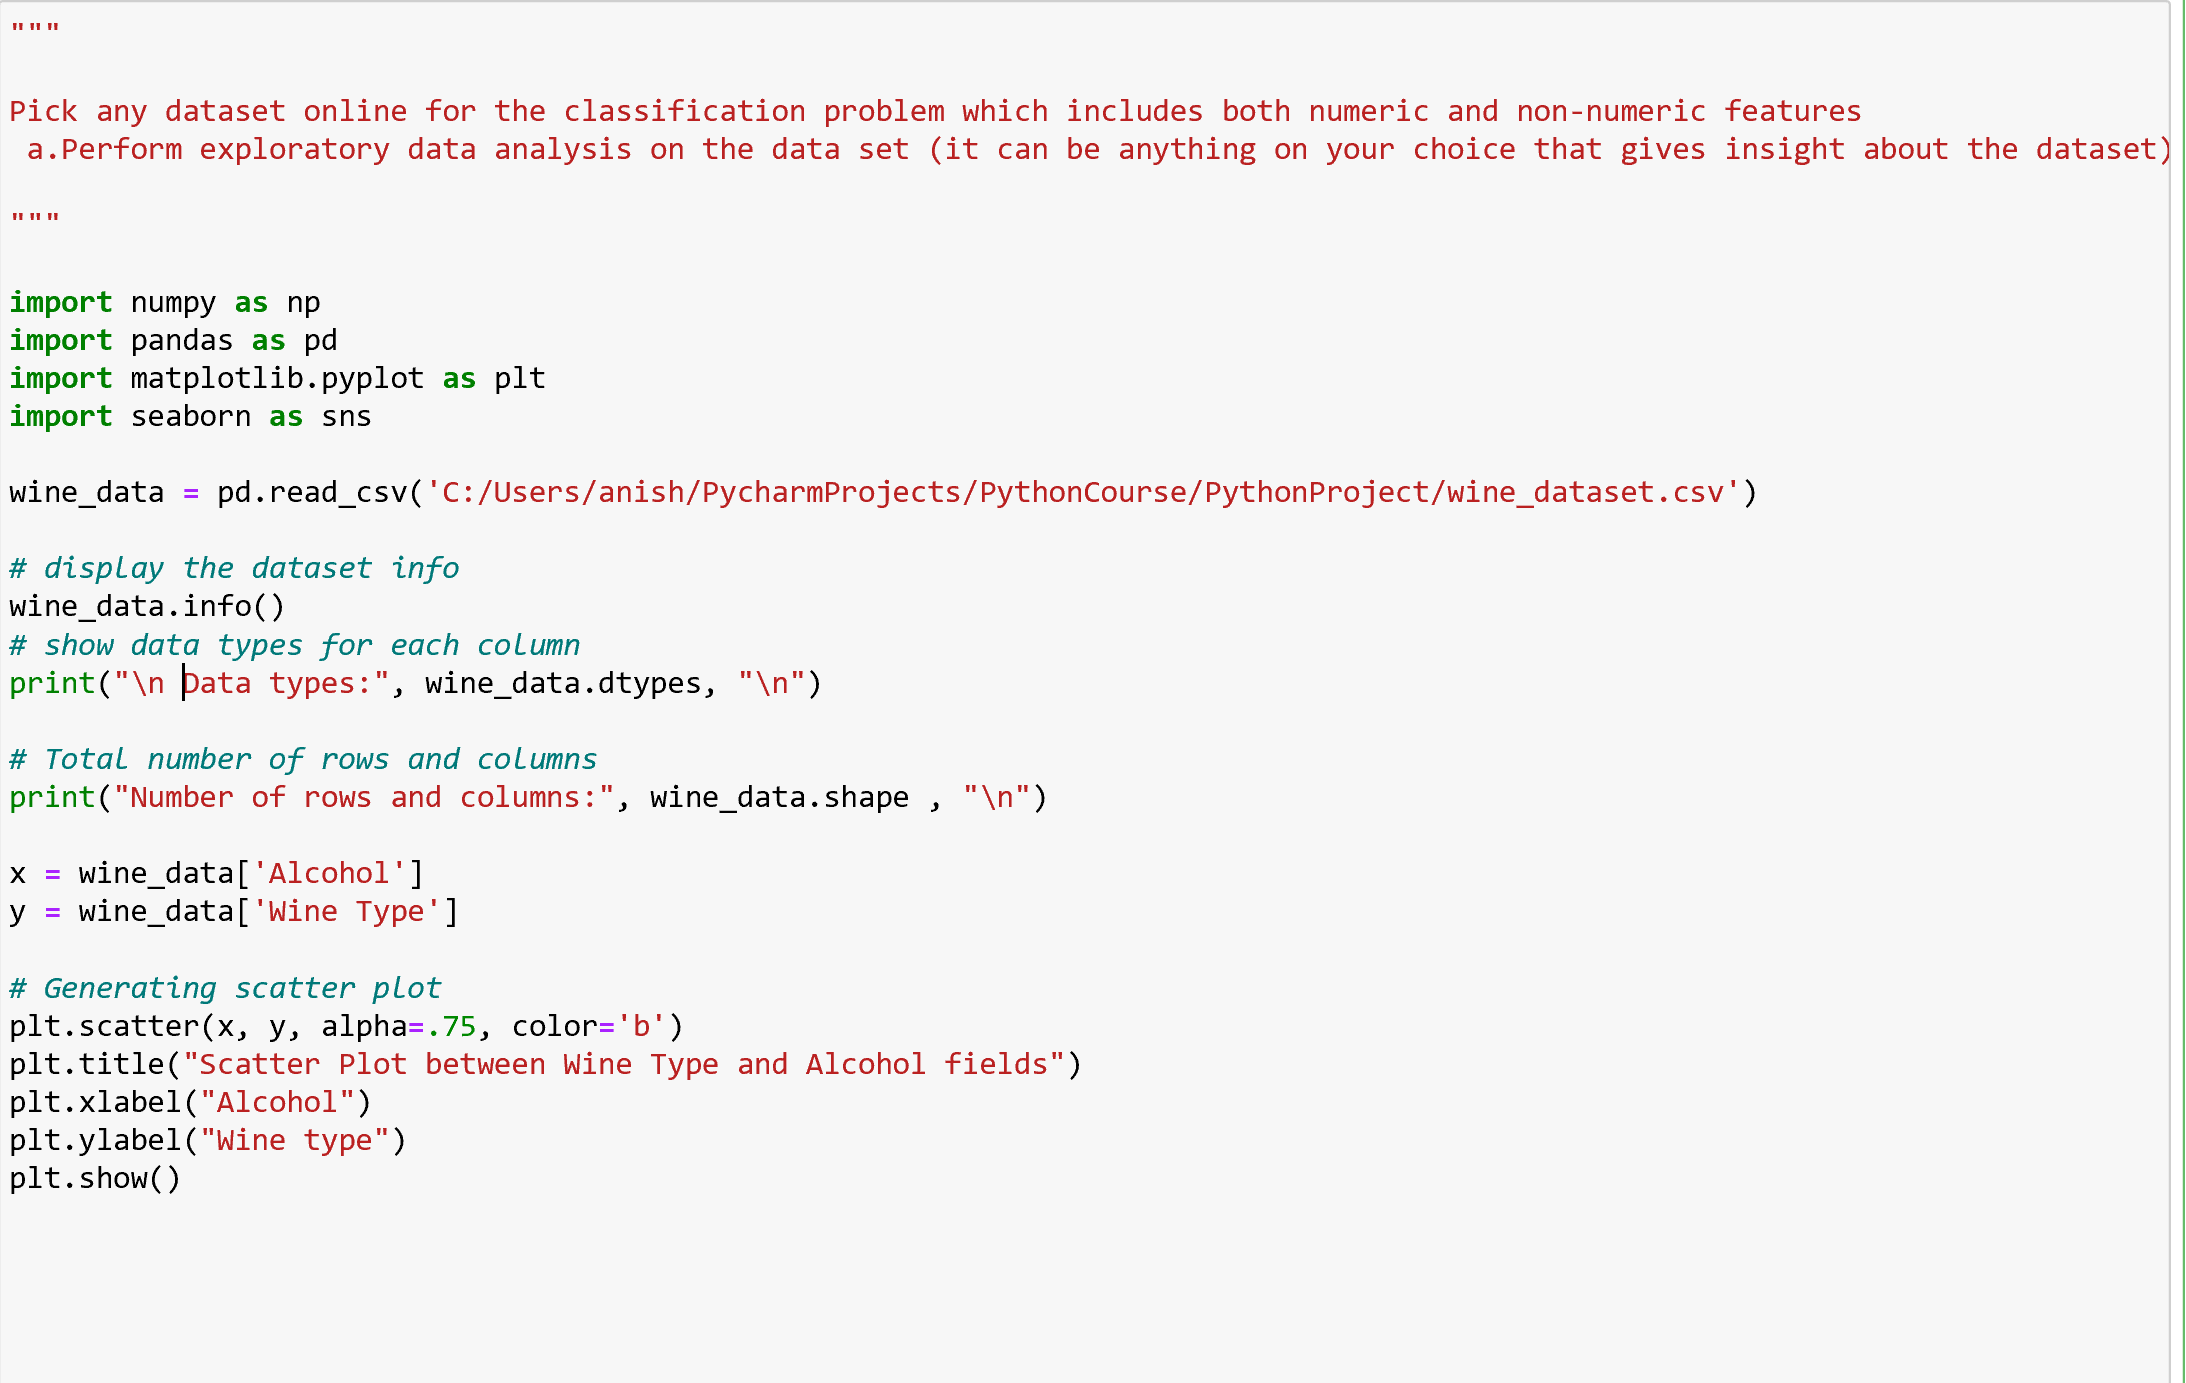 """
Pick any dataset online for the classification problem which includes both numeric and non-numeric features
 a.Perform exploratory data analysis on the data set (it can be anything on your choice that gives insight about the dataset)
"""
import numpy as np
import pandas as pd
import matplotlib.pyplot as plt
import seaborn as sns
wine_data = pd.read_csv('C:/Users/anish/PycharmProjects/PythonCourse/PythonProject/wine_dataset.csv')
# display the dataset info
wine_data.info()
# show data types for each column
print("\n Data types:", wine_data.dtypes, "\n")
# Total number of rows and columns
print("Number of rows and columns:", wine_data.shape , "\n")
x = wine_data['Alcohol']
y = wine_data['Wine Type']
# Generating scatter plot
plt.scatter(x, y, alpha=.75, color='b')
plt.title("Scatter Plot between Wine Type and Alcohol fields")
plt.xlabel("Alcohol")
plt.ylabel("Wine type")
plt.show()